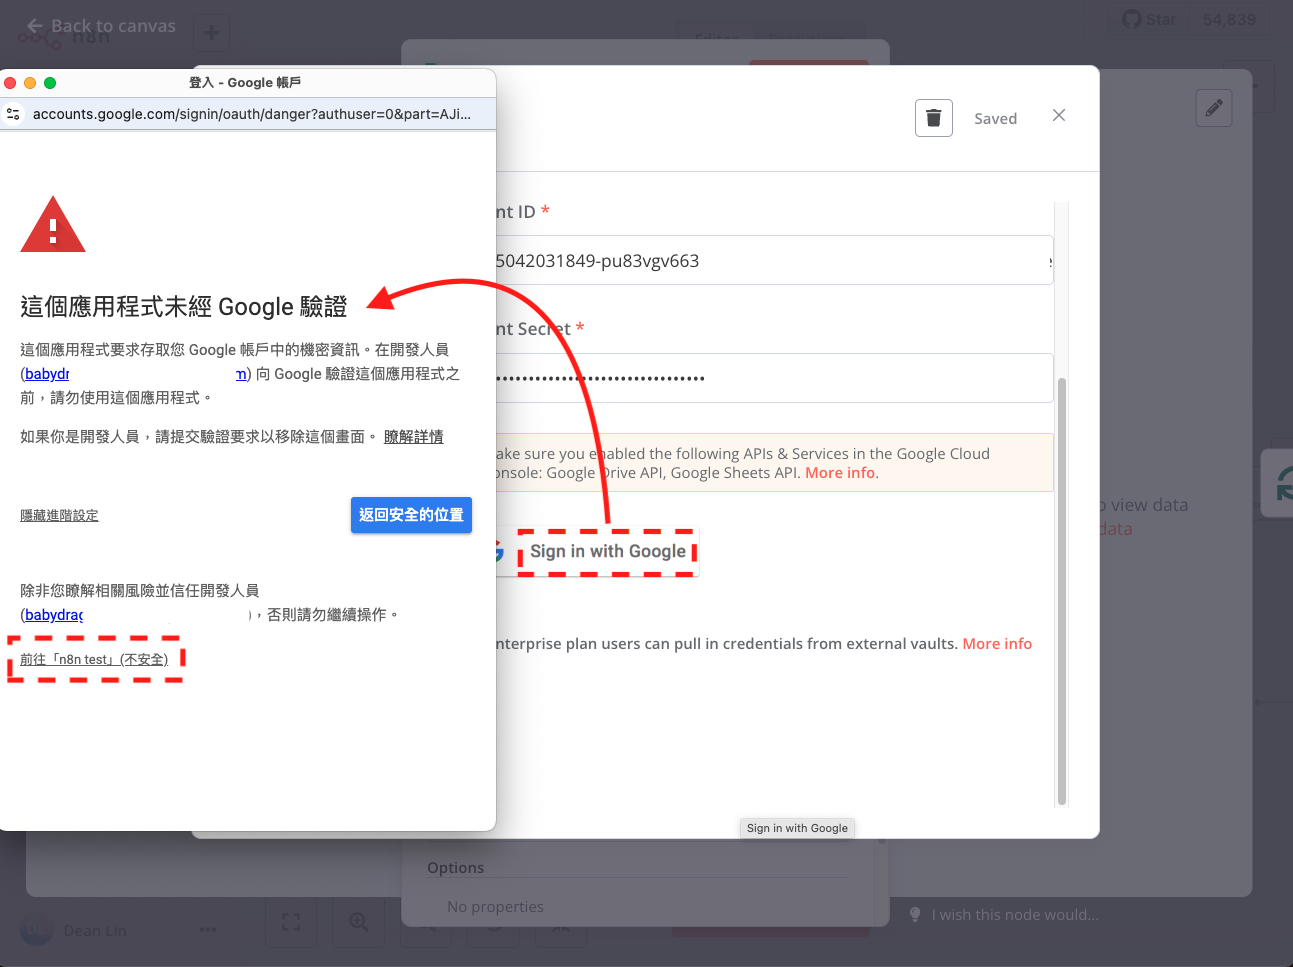 Back to canvas
n8n
Star 54,839
Editor
登入 - Google 帳戶
accounts.google.com/signin/oauth/danger?authuser=0&part=AJi...
Saved
這個應用程式未經 Google 驗證
這個應用程式要求存取您 Google 帳戶中的機密資訊。在開發人員
(babydr m) 向 Google 驗證這個應用程式之
前，請勿使用這個應用程式。
如果你是開發人員，請提交驗證要求以移除這個畫面。 瞭解詳情
隱藏進階設定
返回安全的位置
除非您瞭解相關風險並信任開發人員
(babydrag )，否則請勿繼續操作。
前往「n8n test」(不安全)
nt ID *
5042031849-pu83vgv663
nt Secret *
ake sure you enabled the following APIs & Services in the Google Cloud
onsole: Google Drive API, Google Sheets API. More info.
Sign in with Google
nterprise plan users can pull in credentials from external vaults. More info
Sign in with Google
o view data
data
Options
No properties
I wish this node would...
Dean Lin